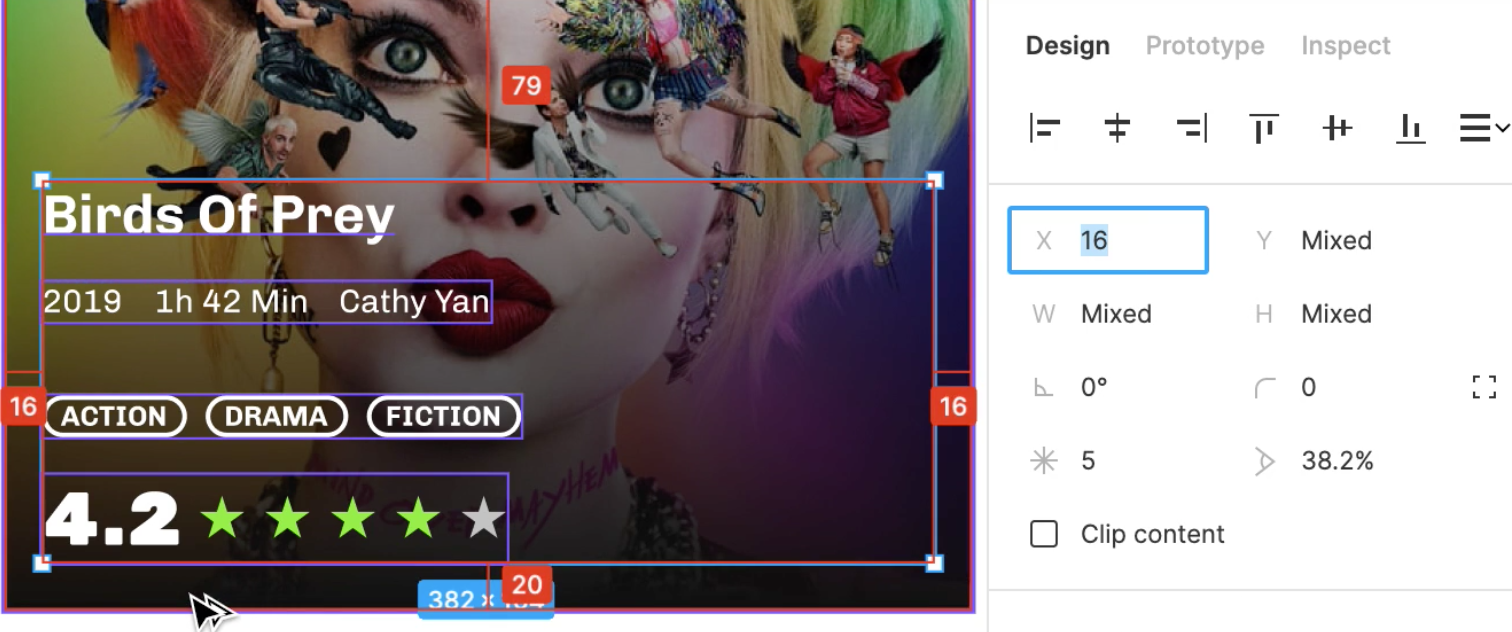 Design Prototype Inspect
79
Birds Of Prey
2019 1h 42 Min Cathy Yan
16 ACTION DRAMA FICTION 16
4.2
20
382 ×
X 16 Y Mixed
W Mixed H Mixed
0° 0
5 38.2%
Clip content